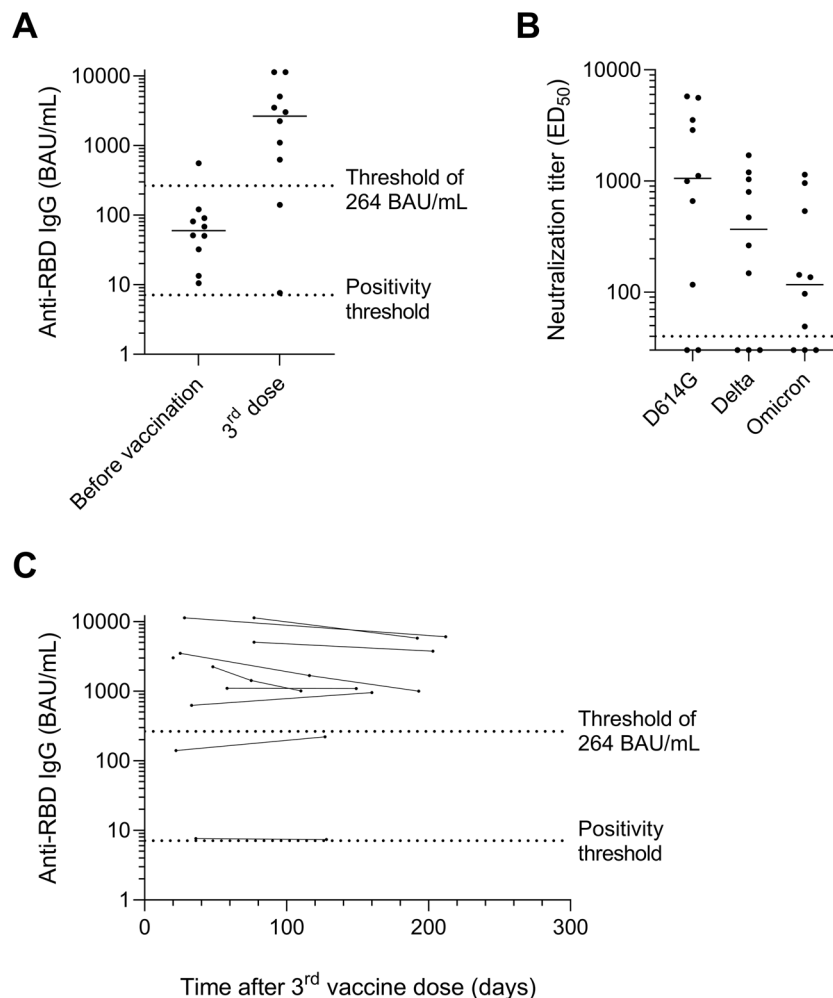 A
Anti-RBD IgG (BAU/mL)
10000
1000
100
10
1
Threshold of
264 BAU/mL
Positivity
threshold
Before vaccination
3rd dose
B
Neutralization titer (ED50)
10000
1000
100
D614G
Delta
Omicron
C
Anti-RBD IgG (BAU/mL)
10000
1000
100
10
1
Threshold of
264 BAU/mL
Positivity
threshold
0
100
200
300
Time after 3rd vaccine dose (days)